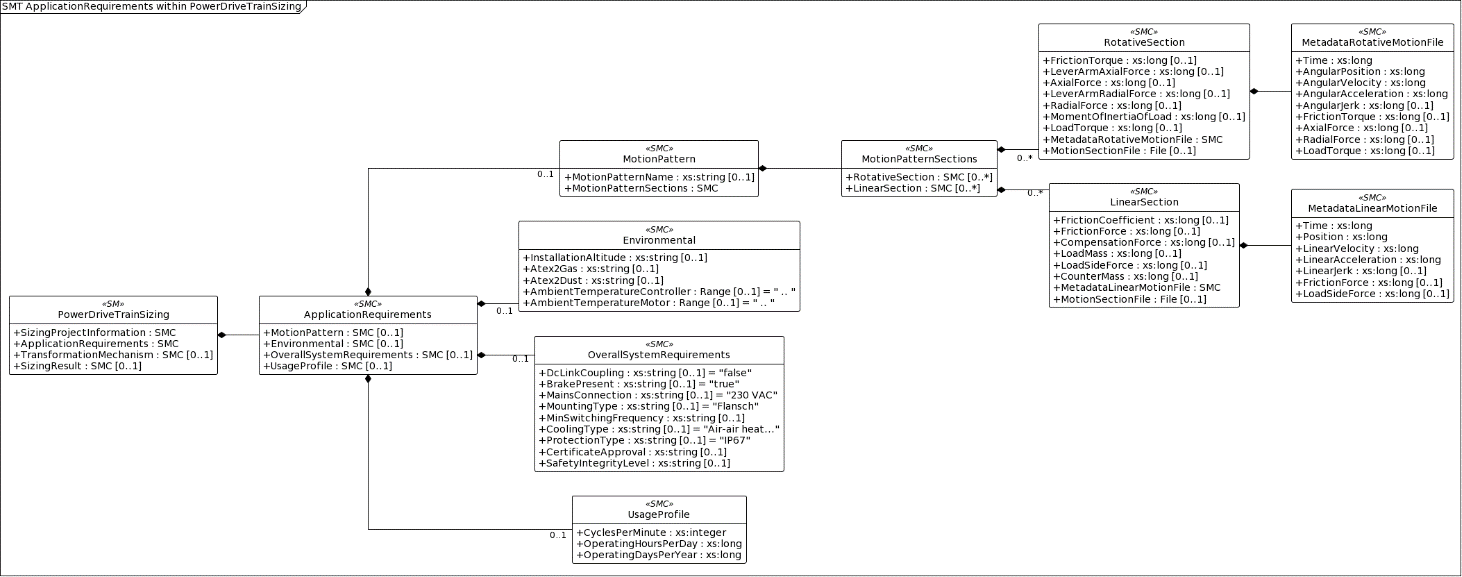 SMT ApplicationRequirements within PowerDriveTrainSizing
«SM»
PowerDriveTrainSizing
+SizingProjectInformation : SMC
+ApplicationRequirements : SMC
+TransformationMechanism : SMC [0..1]
+SizingResult : SMC [0..1]
«SMC»
ApplicationRequirements
+MotionPattern : SMC [0..1]
+Environmental : SMC [0..1]
+OverallSystemRequirements : SMC [0..1]
+UsageProfile : SMC [0..1]
0..1
«SMC»
MotionPattern
+MotionPatternName : xs:string [0..1]
+MotionPatternSections : SMC
«SMC»
MotionPatternSections
+RotativeSection : SMC [0..*]
+LinearSection : SMC [0..*]
0..*
«SMC»
RotativeSection
+FrictionTorque : xs:long [0..1]
+LeverArmAxialForce : xs:long [0..1]
+AxialForce : xs:long [0..1]
+LeverArmRadialForce : xs:long [0..1]
+RadialForce : xs:long [0..1]
+MomentOfInertiaOfLoad : xs:long [0..1]
+LoadTorque : xs:long [0..1]
+MetadataRotativeMotionFile : SMC
+MotionSectionFile : File [0..1]
«SMC»
MetadataRotativeMotionFile
+Time : xs:long
+AngularPosition : xs:long
+AngularVelocity : xs:long
+AngularAcceleration : xs:long
+AngularJerk : xs:long [0..1]
+FrictionTorque : xs:long [0..1]
+AxialForce : xs:long [0..1]
+RadialForce : xs:long [0..1]
+LoadTorque : xs:long [0..1]
0..*
«SMC»
LinearSection
+FrictionCoefficient : xs:long [0..1]
+FrictionForce : xs:long [0..1]
+CompensationForce : xs:long [0..1]
+LoadMass : xs:long [0..1]
+LoadSideForce : xs:long [0..1]
+CounterMass : xs:long [0..1]
+MetadataLinearMotionFile : SMC
+MotionSectionFile : File [0..1]
«SMC»
MetadataLinearMotionFile
+Time : xs:long
+Position : xs:long
+LinearVelocity : xs:long
+LinearAcceleration : xs:long
+LinearJerk : xs:long [0..1]
+FrictionForce : xs:long [0..1]
+LoadSideForce : xs:long [0..1]
0..1
«SMC»
Environmental
+InstallationAltitude : xs:string [0..1]
+Atex2Gas : xs:string [0..1]
+Atex2Dust : xs:string [0..1]
+AmbientTemperatureController : Range [0..1] = " .. "
+AmbientTemperatureMotor : Range [0..1] = " .. "
0..1
«SMC»
OverallSystemRequirements
+DcLinkCoupling : xs:string [0..1] = "false"
+BrakePresent : xs:string [0..1] = "true"
+MainsConnection : xs:string [0..1] = "230 VAC"
+MountingType : xs:string [0..1] = "Flansch"
+MinSwitchingFrequency : xs:string [0..1]
+CoolingType : xs:string [0..1] = "Air-air heat..."
+ProtectionType : xs:string [0..1] = "IP67"
+CertificateApproval : xs:string [0..1]
+SafetyIntegrityLevel : xs:string [0..1]
0..1
«SMC»
UsageProfile
+CyclesPerMinute : xs:integer
+OperatingHoursPerDay : xs:long
+OperatingDaysPerYear : xs:long